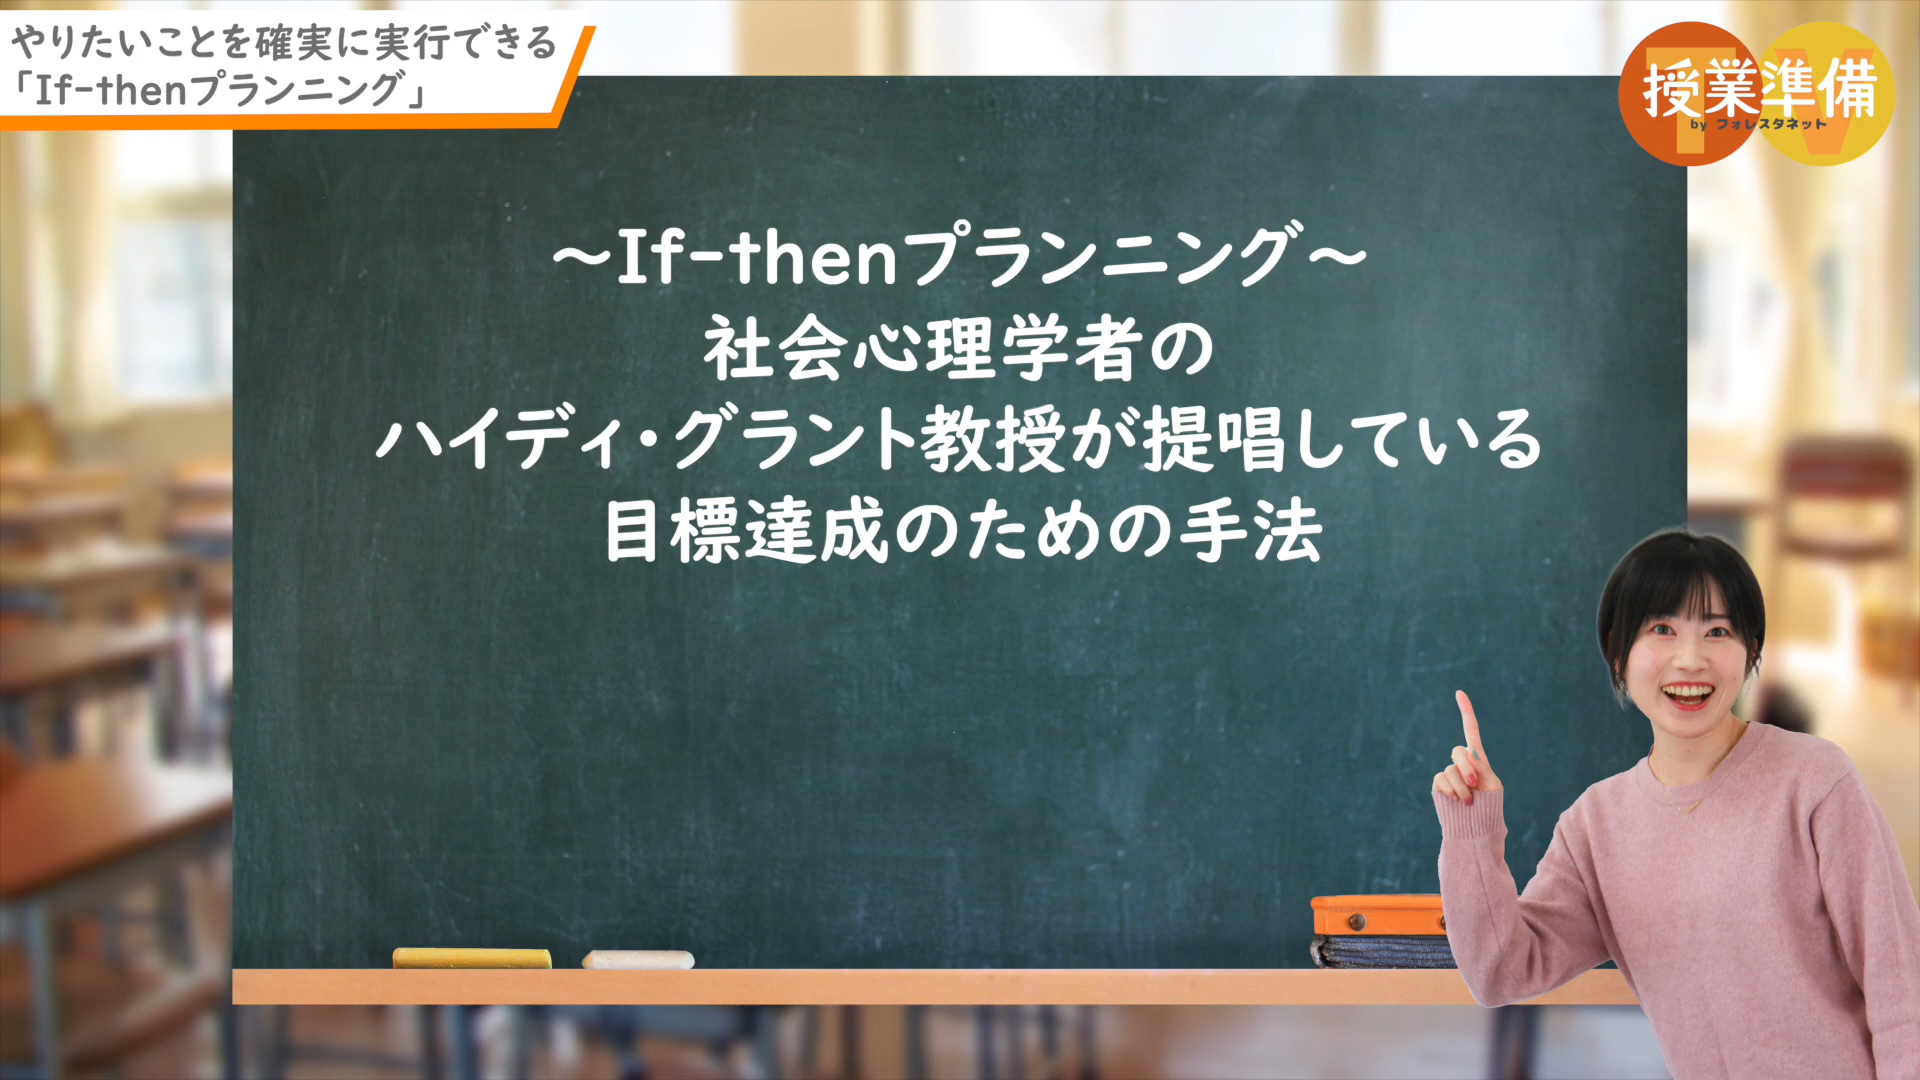 やりたいことを確実に実行できる
「If-thenプランニング」
TV
授業準備
by フォレスタネット
～If-thenプランニング～
社会心理学者の
ハイディ・グラント教授が提唱している
目標達成のための手法